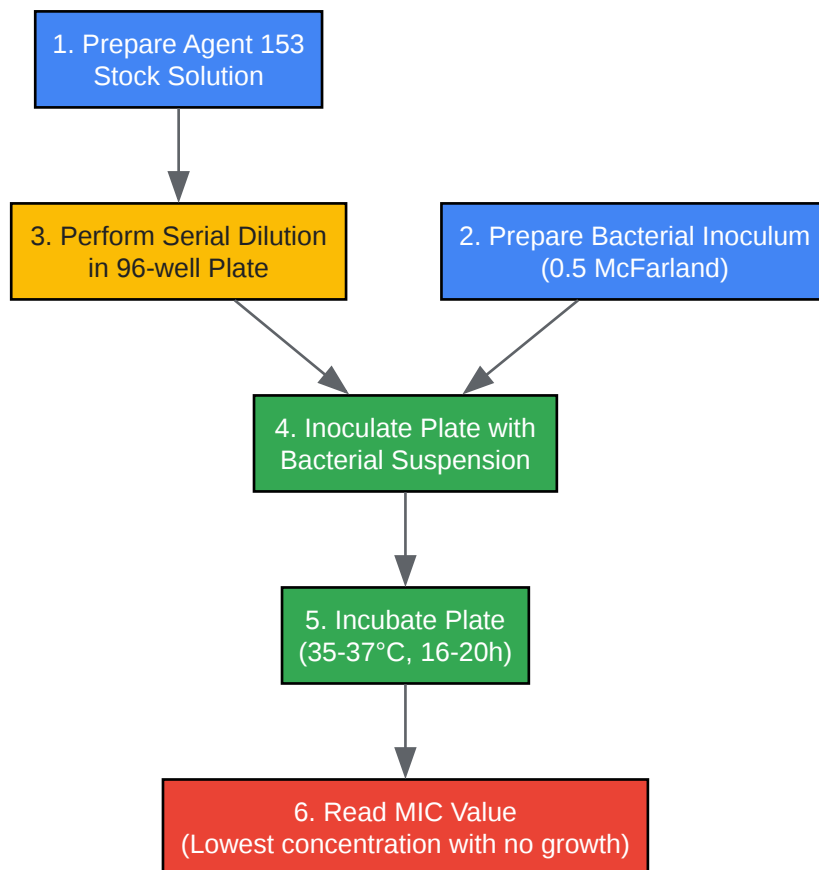 1. Prepare Agent 153
Stock Solution
3. Perform Serial Dilution
in 96-well Plate
2. Prepare Bacterial Inoculum
(0.5 McFarland)
4. Inoculate Plate with
Bacterial Suspension
5. Incubate Plate
(35-37°C, 16-20h)
6. Read MIC Value
(Lowest concentration with no growth)